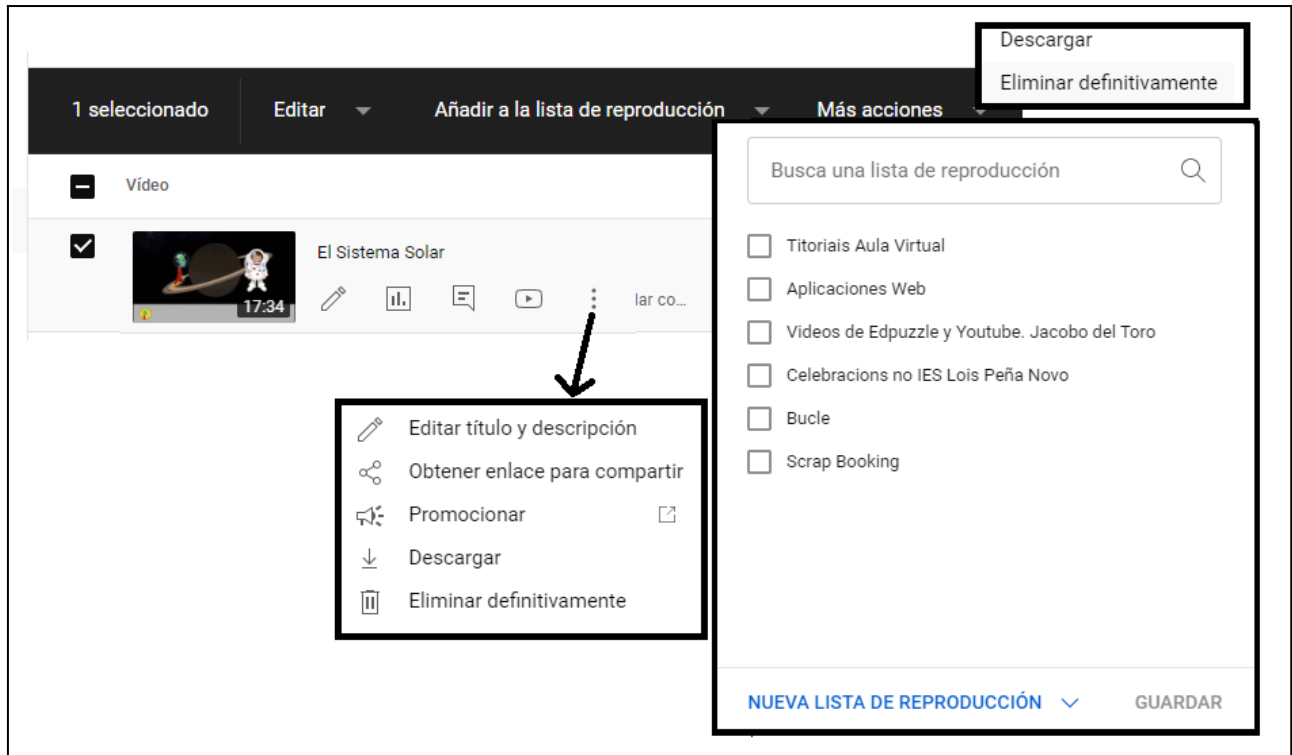 Descargar
Eliminar definitivamente
1 seleccionado Editar Añadir a la lista de reproducción Más acciones
Vídeo
El Sistema Solar
17:34
lar co...
Editar título y descripción
Obtener enlace para compartir
Promocionar
Descargar
Eliminar definitivamente
Busca una lista de reproducción
Titoriais Aula Virtual
Aplicaciones Web
Videos de Edpuzzle y Youtube. Jacobo del Toro
Celebracions no IES Lois Peña Novo
Bucle
Scrap Booking
NUEVA LISTA DE REPRODUCCIÓN GUARDAR